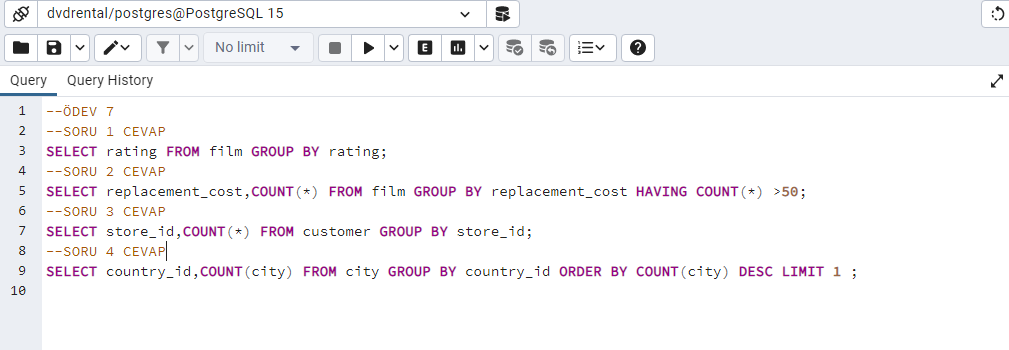 dvdrental/postgres@PostgreSQL 15
No limit
E
Query Query History
1 --ÖDEV 7
2 --SORU 1 CEVAP
3 SELECT rating FROM film GROUP BY rating;
4 --SORU 2 CEVAP
5 SELECT replacement_cost,COUNT(*) FROM film GROUP BY replacement_cost HAVING COUNT(*) >50;
6 --SORU 3 CEVAP
7 SELECT store_id,COUNT(*) FROM customer GROUP BY store_id;
8 --SORU 4 CEVAP
9 SELECT country_id,COUNT(city) FROM city GROUP BY country_id ORDER BY COUNT(city) DESC LIMIT 1 ;
10